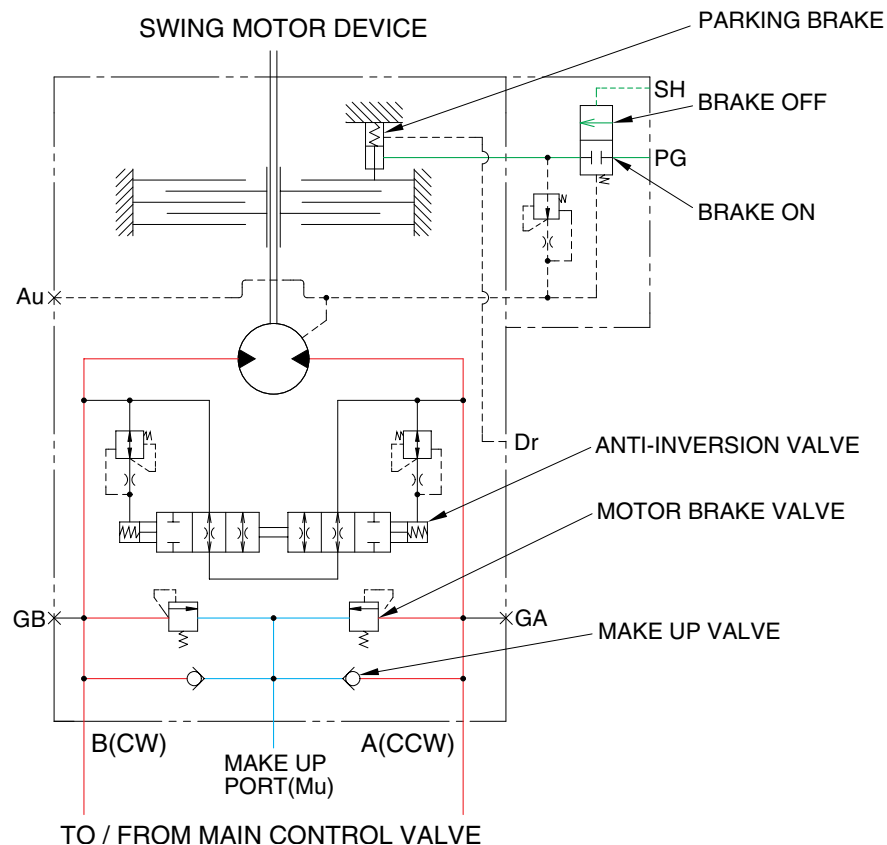 SWING MOTOR DEVICE
PARKING BRAKE
SH
BRAKE OFF
PG
BRAKE ON
Au
Dr
ANTI-INVERSION VALVE
MOTOR BRAKE VALVE
GB
GA
MAKE UP VALVE
B(CW)
A(CCW)
MAKE UP
PORT(Mu)
TO / FROM MAIN CONTROL VALVE